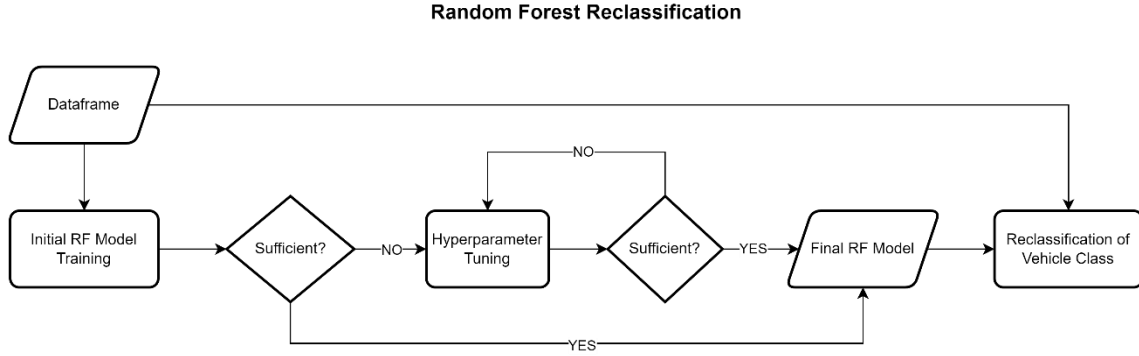 Random Forest Reclassification
Dataframe
NO
Initial RF Model
Training
Sufficient?
NO
Hyperparameter
Tuning
Sufficient?
YES
Final RF Model
Reclassification of
Vehicle Class
YES